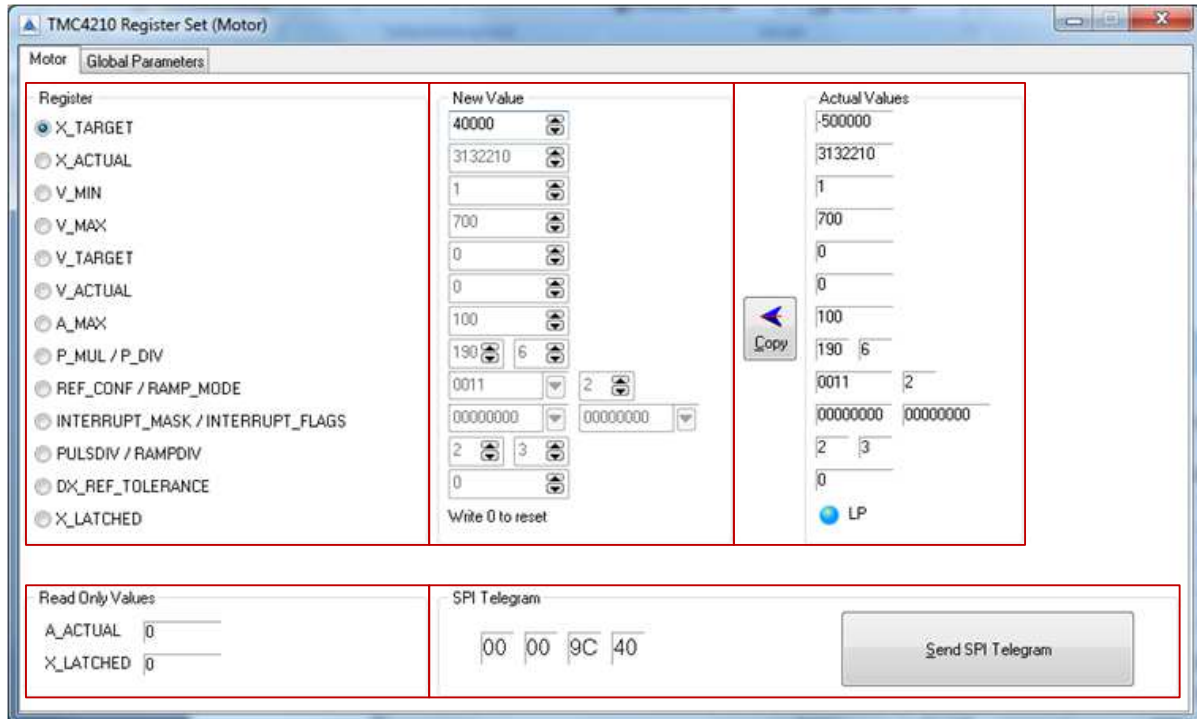 TMC4210 Register Set (Motor)
Motor Global Parameters
Register New Value Actual Values
X_TARGET 40000 -500000
X_ACTUAL 3132210 3132210
V_MIN 1 1
V_MAX 700 700
V_TARGET 0 0
V_ACTUAL 0 0
A_MAX 100 100
Copy
P_MUL / P_DIV 190 6 190 6
REF_CONF / RAMP_MODE 0011 2 0011 2
INTERRUPT_MASK / INTERRUPT_FLAGS 00000000 00000000 00000000 00000000
PULSDIV / RAMPDIV 2 3 2 3
DX_REF_TOLERANCE 0 0
X_LATCHED Write 0 to reset LP
Read Only Values SPI Telegram
A_ACTUAL 0
X_LATCHED 0
00 00 9C 40 Send SPI Telegram